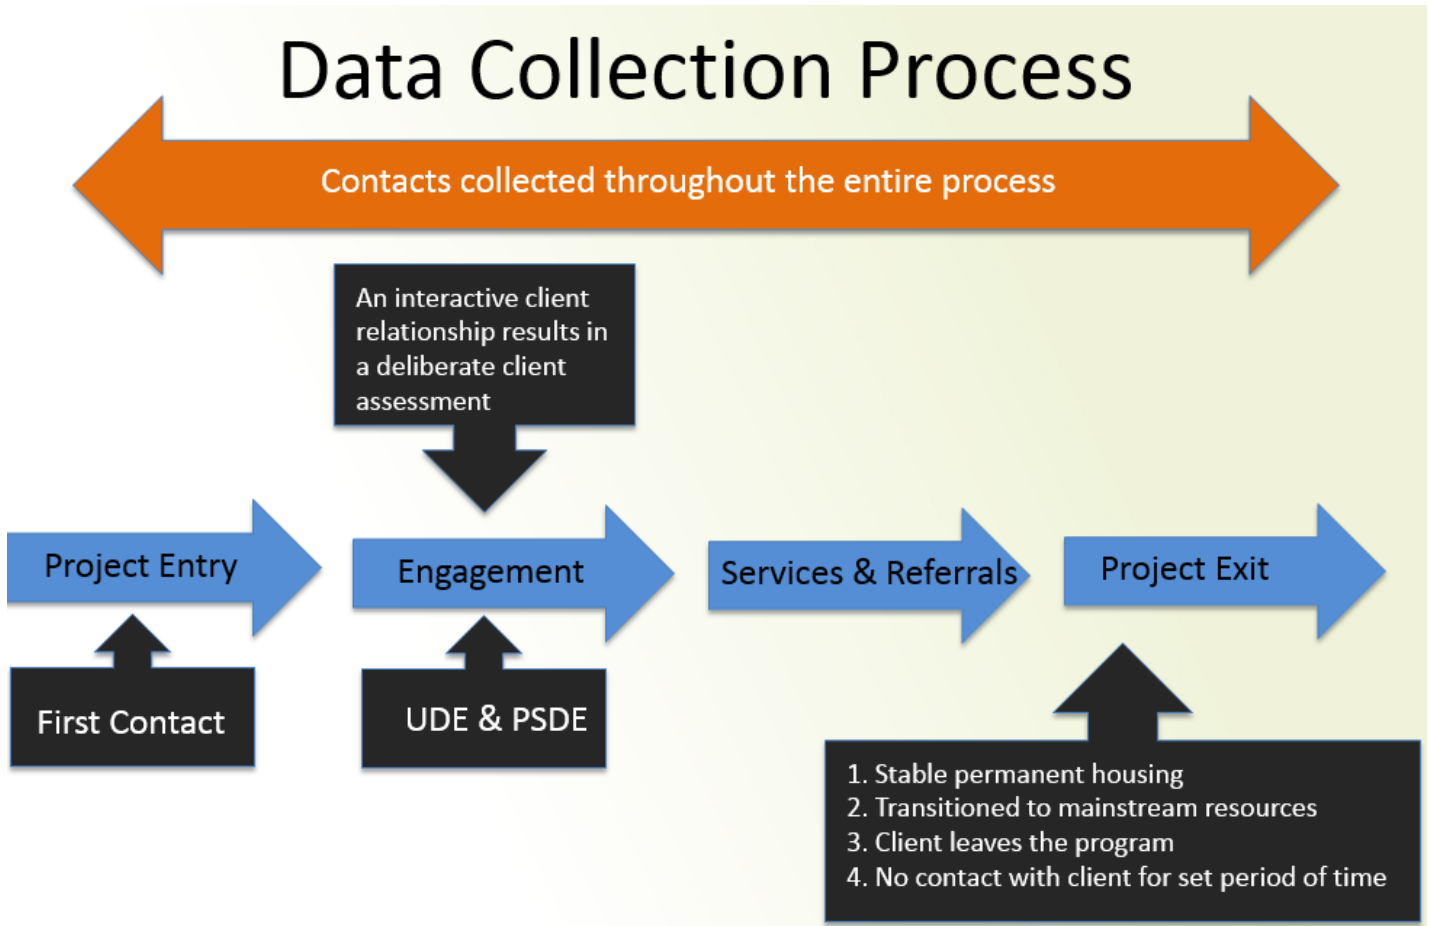 Data Collection Process
Contacts collected throughout the entire process
An interactive client
relationship results in
a deliberate client
assessment
Project Entry
Engagement
Services & Referrals
Project Exit
First Contact
UDE & PSDE
1. Stable permanent housing
2. Transitioned to mainstream resources
3. Client leaves the program
4. No contact with client for set period of time